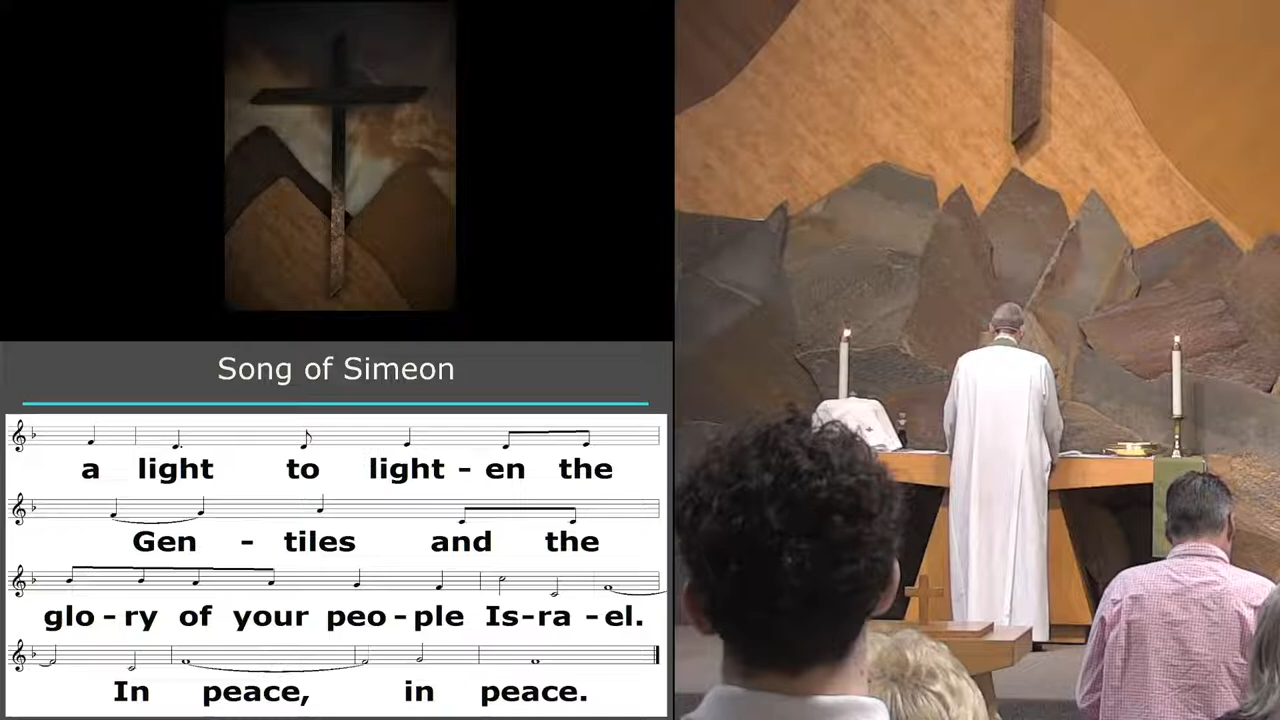 Song of Simeon
a light to light - en the
Gen - tiles and the
glo - ry of your peo - ple Is - ra - el.
In peace, in peace.